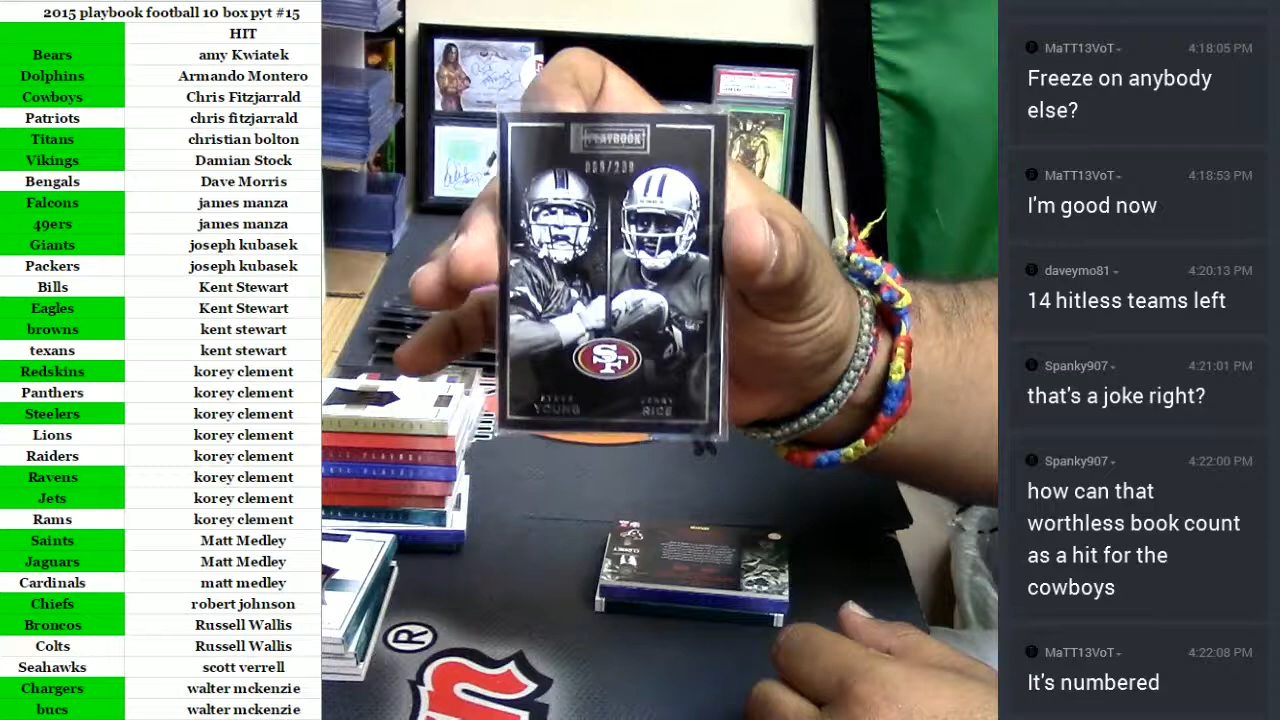 2015 playbook football 10 box pyt #15
HIT
Bears amy Kwiatek
Dolphins Armando Montero
Cowboys Chris Fitzjarrald
Patriots chris fitzjarrald
Titans christian bolton
Vikings Damian Stock
Bengals Dave Morris
Falcons james manza
49ers james manza
Giants joseph kubasek
Packers joseph kubasek
Bills Kent Stewart
Eagles Kent Stewart
browns kent stewart
texans kent stewart
Redskins korey clement
Panthers korey clement
Steelers korey clement
Lions korey clement
Raiders korey clement
Ravens korey clement
Jets korey clement
Rams korey clement
Saints Matt Medley
Jaguars Matt Medley
Cardinals matt medley
Chiefs robert johnson
Broncos Russell Wallis
Colts Russell Wallis
Seahawks scott verrell
Chargers walter mckenzie
bucs walter mckenzie
PLAYBOOK
SF
YOUNG
RICE
®
MaTT13VoT 4:18:05 PM
Freeze on anybody
else?
MaTT13VoT 4:18:53 PM
I'm good now
daveymo81 4:20:13 PM
14 hitless teams left
Spanky907 4:21:01 PM
that's a joke right?
Spanky907 4:22:00 PM
how can that
worthless book count
as a hit for the
cowboys
MaTT13VoT 4:22:08 PM
It's numbered